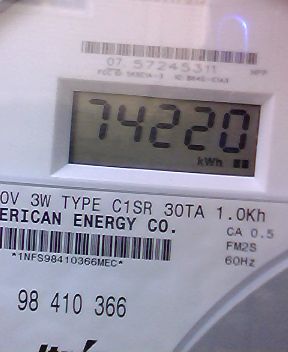 07 57245311
74220
kWh
0V 3W TYPE C1SR 30TA 1.0Kh
ERICAN ENERGY CO.
CA 0.5
FM2S
*1NFS98410366MEC*
60Hz
98 410 366